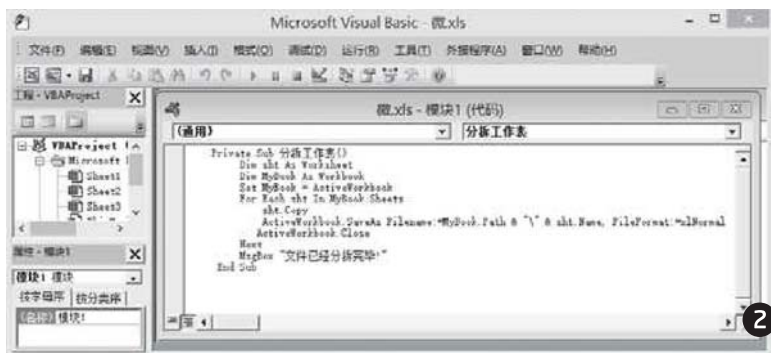 Microsoft Visual Basic - 微.xls
文件(F) 编辑(E) 视图(V) 插入(I) 格式(O) 调试(D) 运行(R) 工具(T) 外接程序(A) 窗口(W) 帮助(H)
工程 - VBAProject
VBAProject
Microsoft
Sheet1
Sheet2
Sheet3
属性 - 模块1
模块1 模块
按字母序 按分类序
(名称) 模块1
微.xls - 模块1 (代码)
(通用) 分拆工作表
Private Sub 分拆工作表()
Dim sht As Worksheet
Dim MyBook As Workbook
Set MyBook = ActiveWorkbook
For Each sht In MyBook.Sheets
sht.Copy
ActiveWorkbook.SaveAs Filename:=MyBook.Path & "\" & sht.Name, FileFormat:=xlNormal
ActiveWorkbook.Close
Next
MsgBox "文件已经分拆完毕!"
End Sub
2